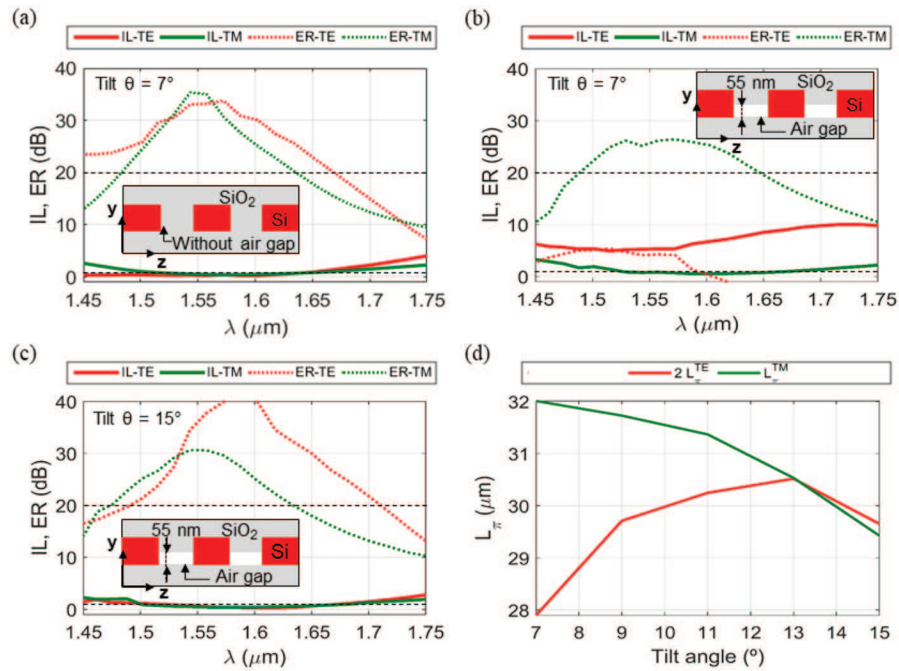 (a)
IL-TE IL-TM ER-TE ER-TM
Tilt θ = 7°
IL, ER (dB)
40
30
20
10
0
SiO₂
Si
Without air gap
y
z
1.45 1.5 1.55 1.6 1.65 1.7 1.75
λ (μm)
(b)
IL-TE IL-TM ER-TE ER-TM
Tilt θ = 7°
IL, ER (dB)
40
30
20
10
0
55 nm
SiO₂
Si
Air gap
y
z
1.45 1.5 1.55 1.6 1.65 1.7 1.75
λ (μm)
(c)
IL-TE IL-TM ER-TE ER-TM
Tilt θ = 15°
IL, ER (dB)
40
30
20
10
0
55 nm
SiO₂
Si
Air gap
y
z
1.45 1.5 1.55 1.6 1.65 1.7 1.75
λ (μm)
(d)
2 L_π^TE L_π^TM
L_π (μm)
32
31
30
29
28
7 8 9 10 11 12 13 14 15
Tilt angle (º)